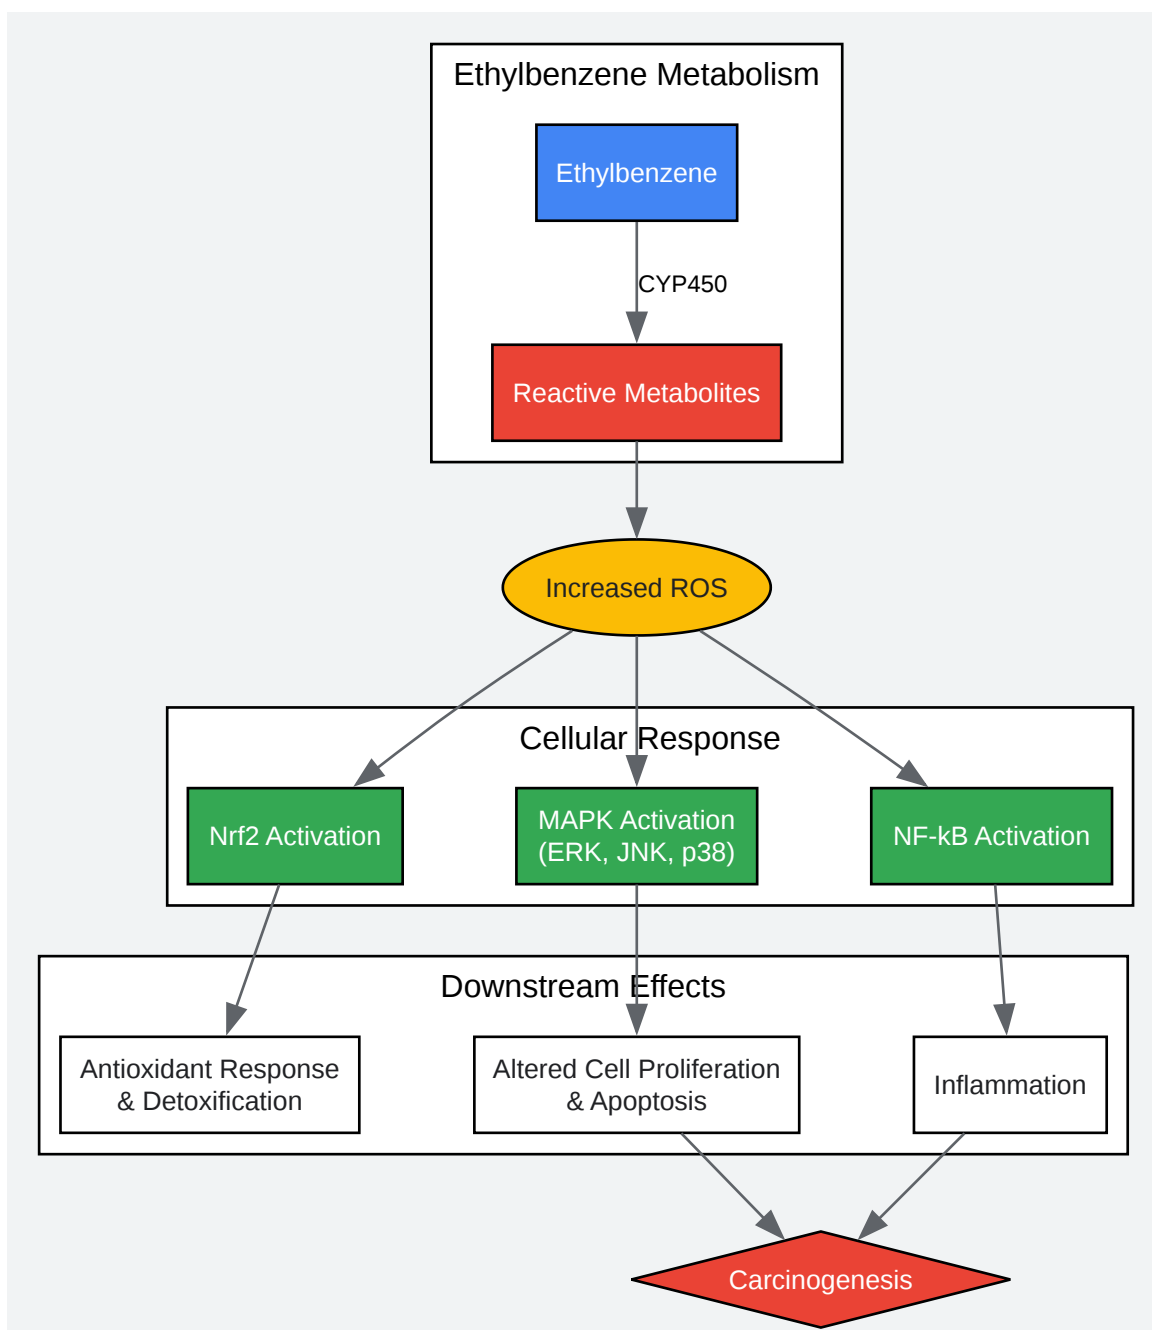 Ethylbenzene Metabolism
Ethylbenzene
CYP450
Reactive Metabolites
Increased ROS
Cellular Response
Nrf2 Activation
MAPK Activation
(ERK, JNK, p38)
NF-kB Activation
Downstream Effects
Antioxidant Response
& Detoxification
Altered Cell Proliferation
& Apoptosis
Inflammation
Carcinogenesis